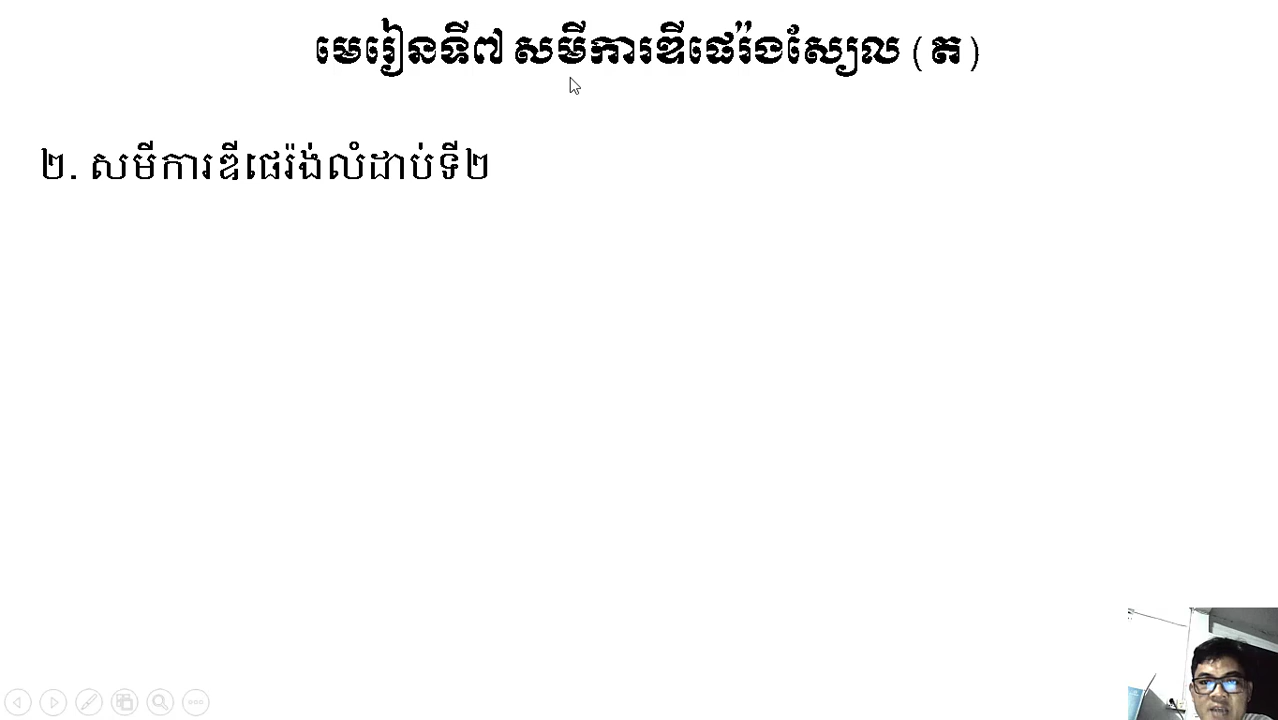 មេរៀនទី៧ សមីការឌីផេរ៉ងស្យែល (ត)
២. សមីការឌីផេរ៉ង់លំដាប់ទី២